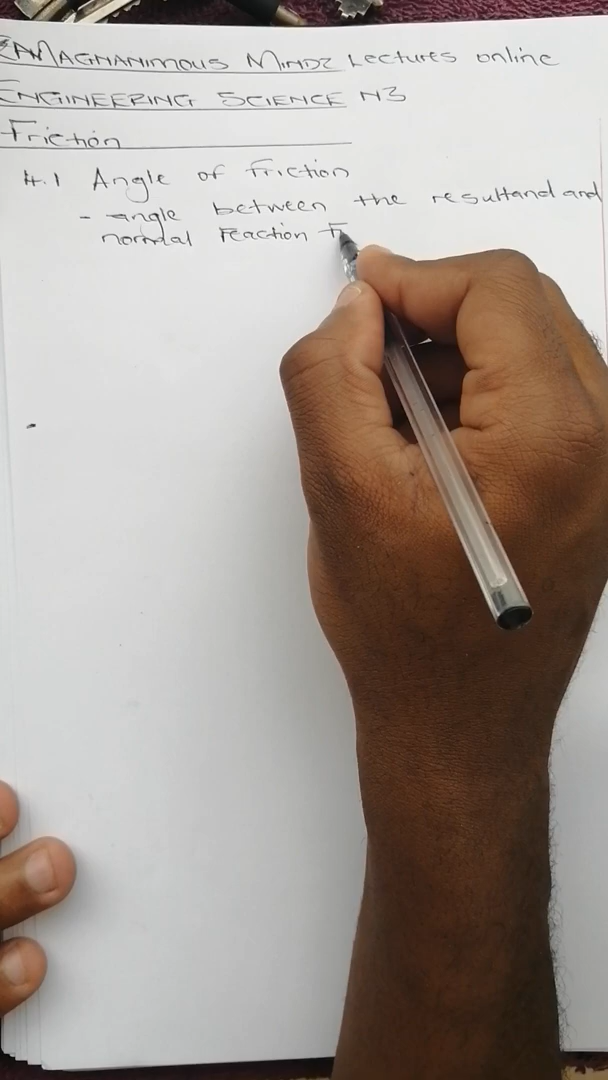 MAGNANIMOUS MINDZ Lectures online
ENGINEERING SCIENCE N3
Friction
4.1 Angle of friction
- angle between the resultand and
normal reaction F